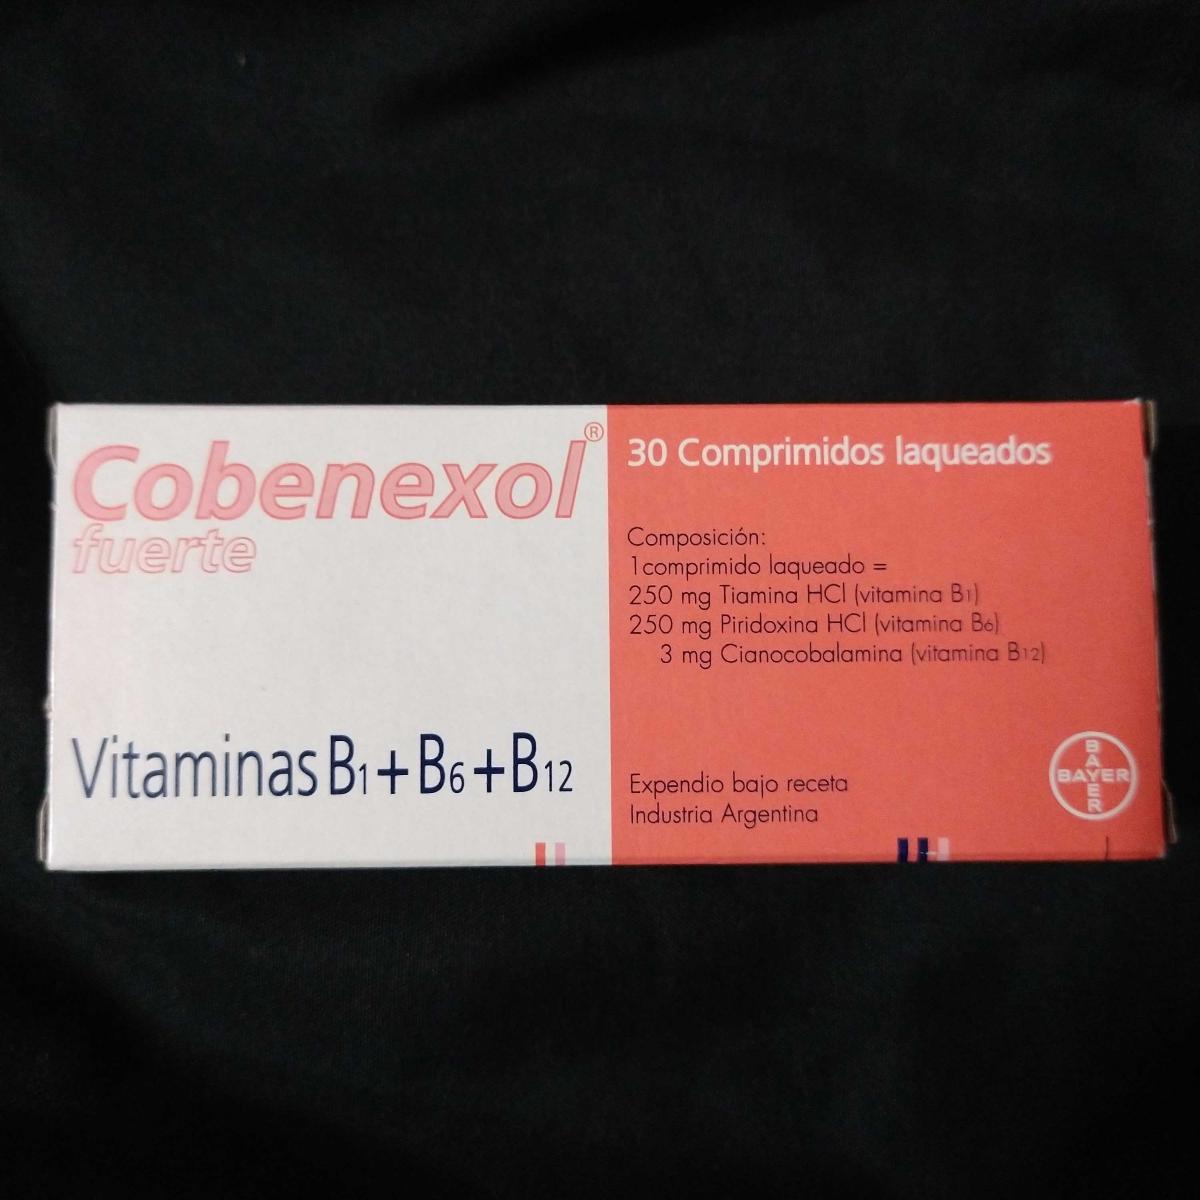 Cobenexol®
fuerte
Vitaminas B1+B6+B12
30 Comprimidos laqueados
Composición:
1comprimido laqueado =
250 mg Tiamina HCl (vitamina B1)
250 mg Piridoxina HCl (vitamina B6)
3 mg Cianocobalamina (vitamina B12)
Expendio bajo receta
Industria Argentina
BAYER
BAYER